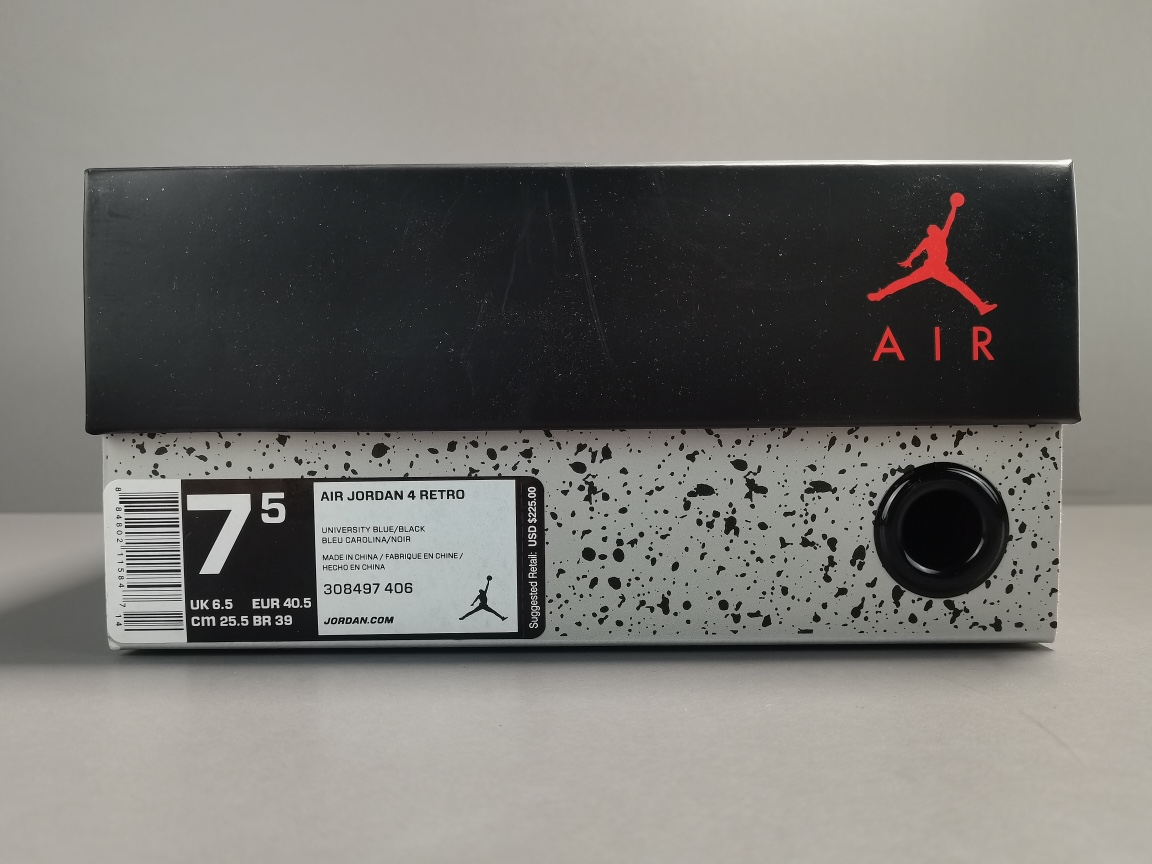 AIR
7 5
UK 6.5 EUR 40.5
cm 25.5 BR 39
AIR JORDAN 4 RETRO
UNIVERSITY BLUE/BLACK
BLEU CAROLINA/NOIR
MADE IN CHINA / FABRIQUE EN CHINE /
HECHO EN CHINA
308497 406
JORDAN.COM
Suggested Retail: USD $225.00